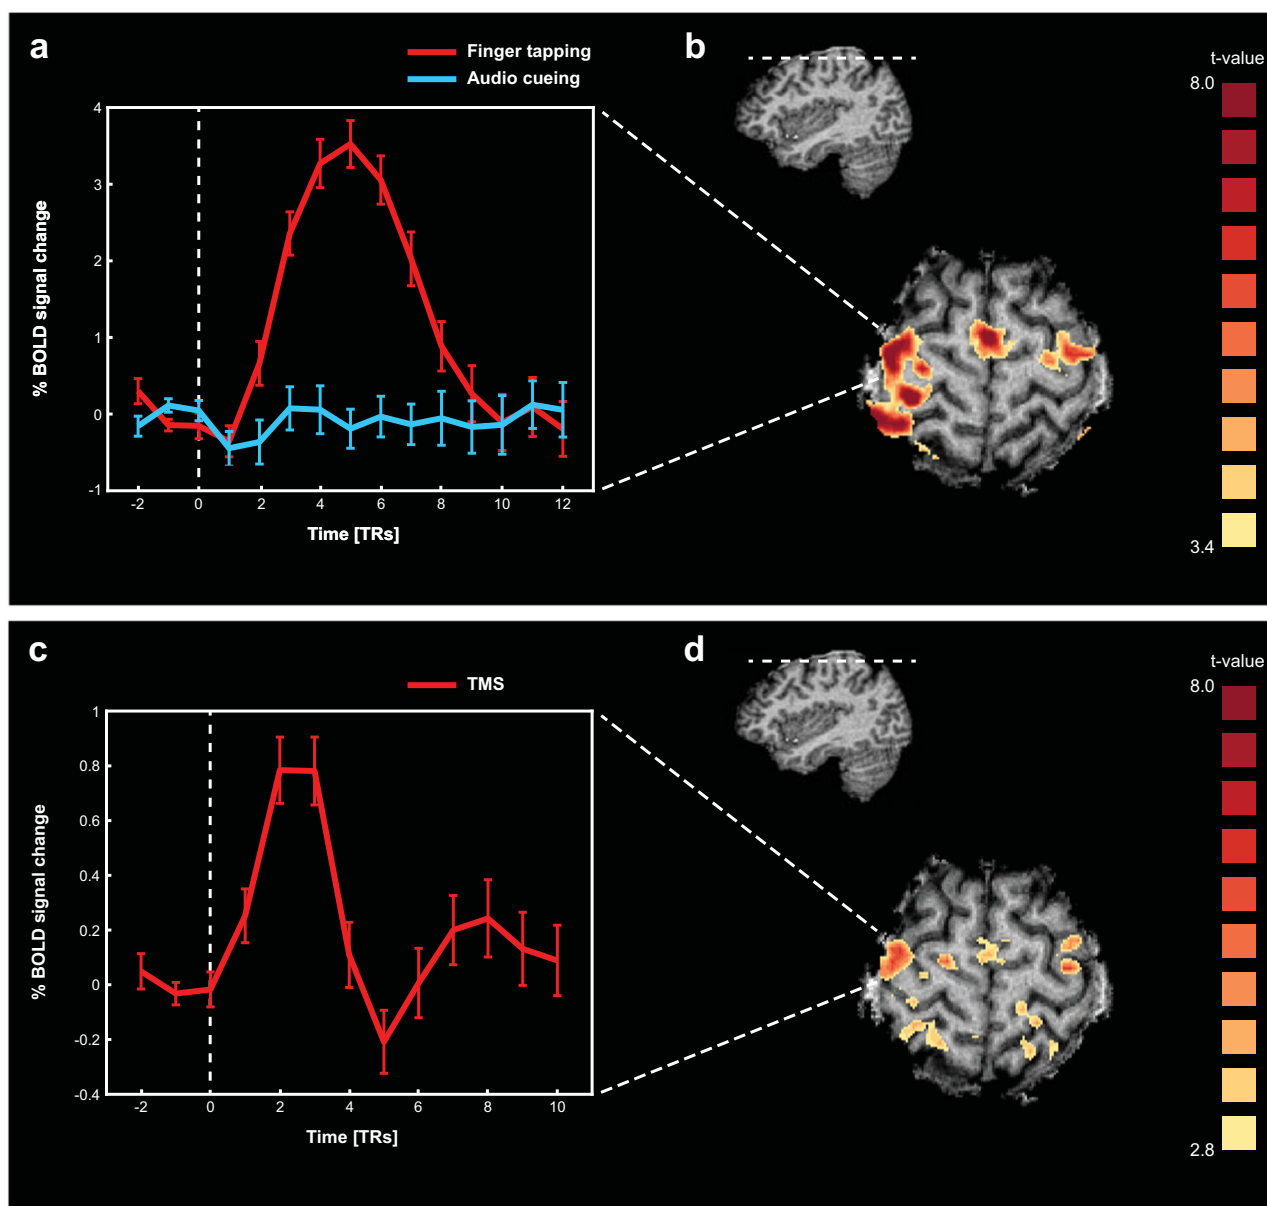 a
Finger tapping
Audio cueing
% BOLD signal change
4
3
2
1
0
-1
-2 0 2 4 6 8 10 12
Time [TRs]
b
t-value
8.0
3.4
c
TMS
% BOLD signal change
1
0.8
0.6
0.4
0.2
0
-0.2
-0.4
-2 0 2 4 6 8 10
Time [TRs]
d
t-value
8.0
2.8